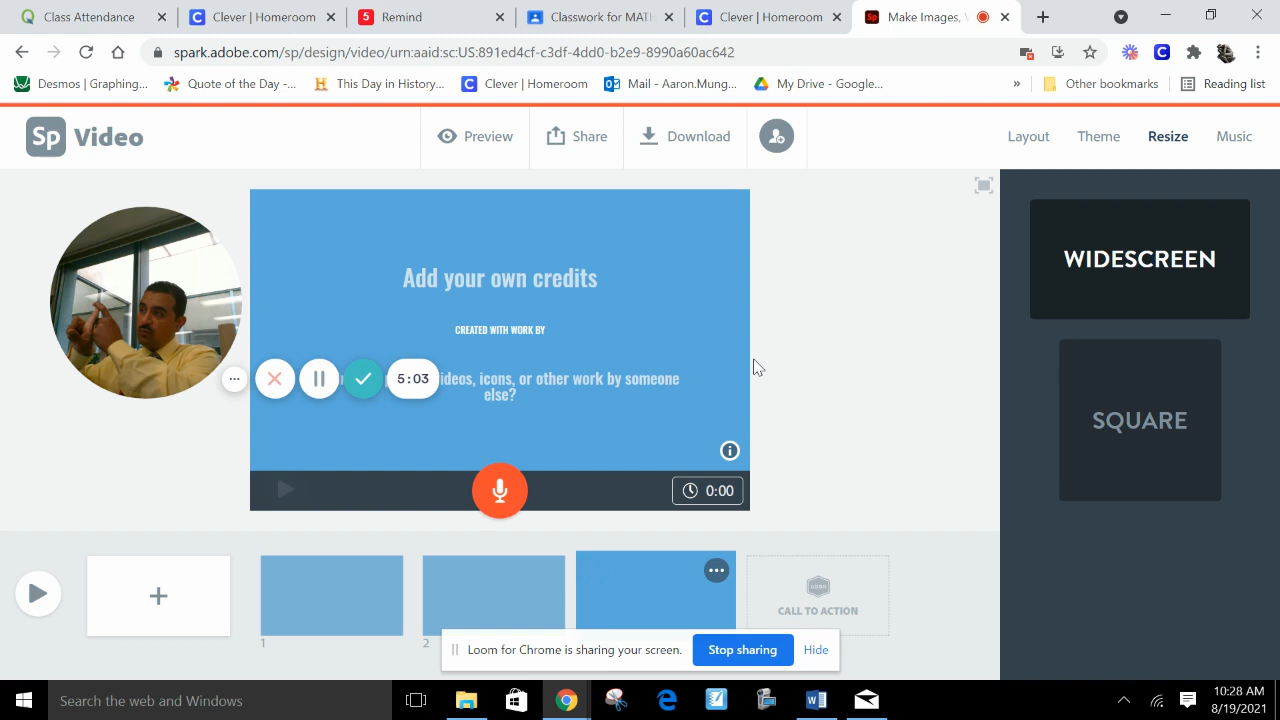 Class Attendance
Clever | Homeroom
Remind
Classwork for MATH
Clever | Homeroom
Make Images, V
spark.adobe.com/sp/design/video/urn:aaid:sc:US:891ed4cf-c3df-4dd0-b2e9-8990a60ac642
Desmos | Graphing...
Quote of the Day -...
This Day in History...
Clever | Homeroom
Mail - Aaron.Mung...
My Drive - Google...
»
Other bookmarks
Reading list
Sp Video
Preview
Share
Download
Layout
Theme
Resize
Music
WIDESCREEN
SQUARE
Add your own credits
CREATED WITH WORK BY
ideos, icons, or other work by someone
else?
5:03
0:00
CALL TO ACTION
1
2
Loom for Chrome is sharing your screen.
Stop sharing
Hide
Search the web and Windows
10:28 AM
8/19/2021